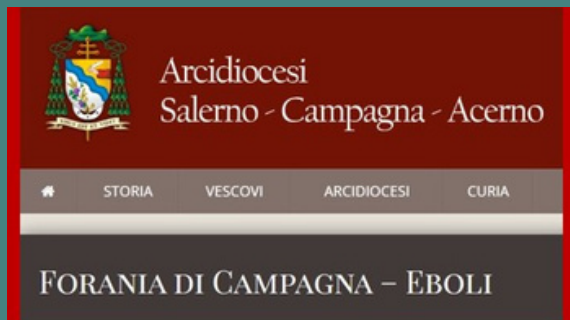 Arcidiocesi
Salerno - Campagna - Acerno
STORIA VESCOVI ARCIDIOCESI CURIA
Forania di Campagna – Eboli